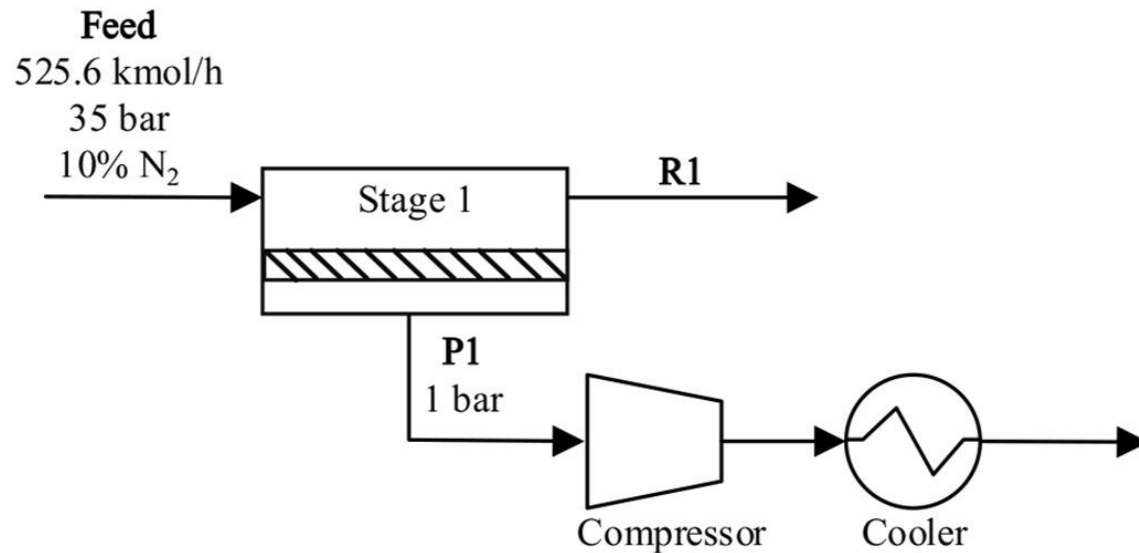 Feed
525.6 kmol/h
35 bar
10% N₂
Stage 1
R1
P1
1 bar
Compressor
Cooler